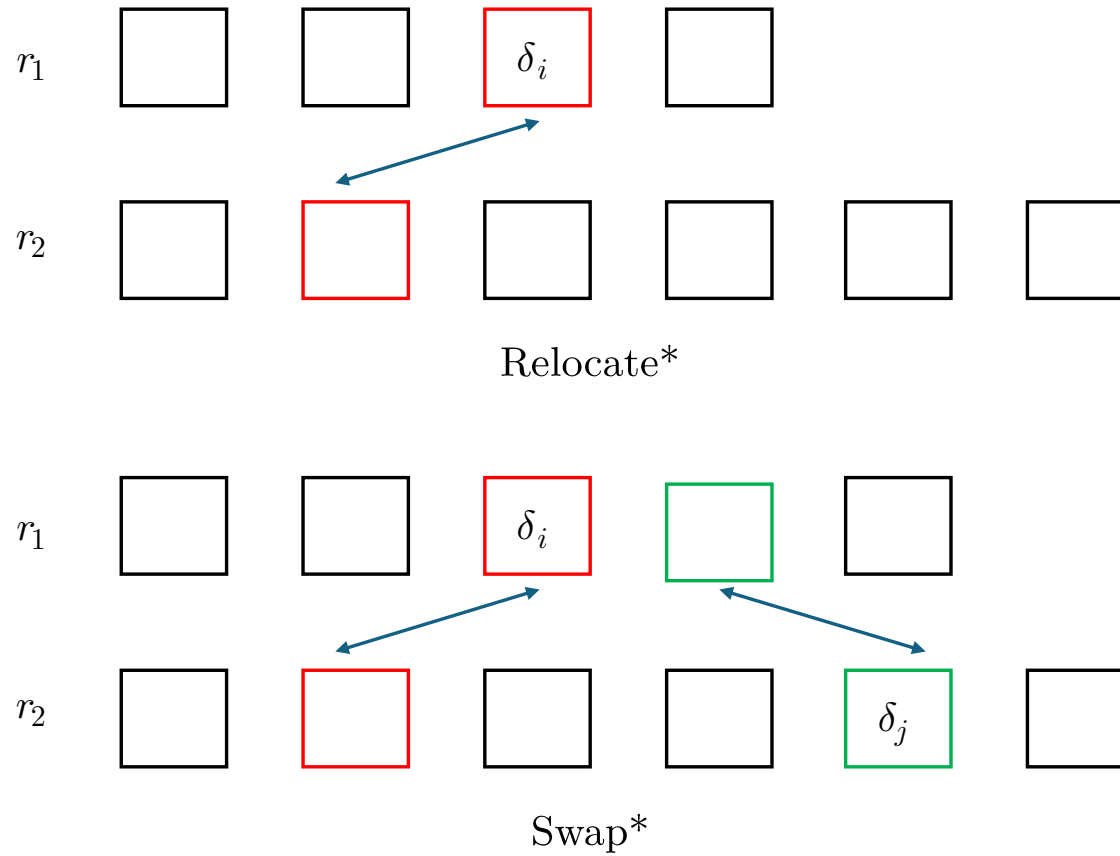 r₁ δᵢ
r₂
Relocate*
r₁ δᵢ
r₂ δⱼ
Swap*